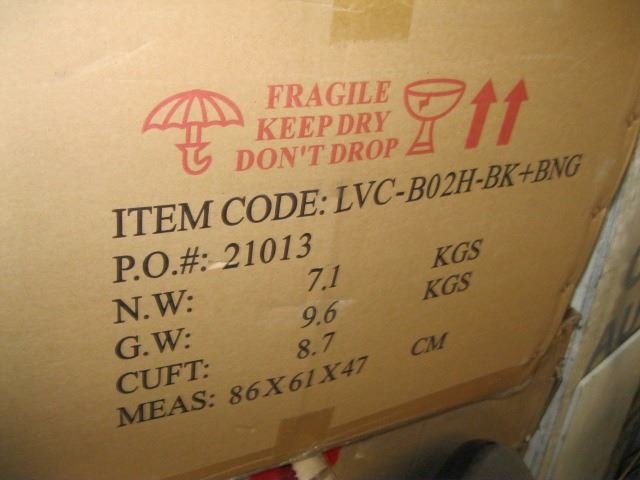 FRAGILE
KEEP DRY
DON'T DROP
ITEM CODE: LVC-B02H-BK+BNG
P.O.#: 21013
N.W: 7.1 KGS
G.W: 9.6 KGS
CUFT: 8.7
MEAS: 86X61X47 CM